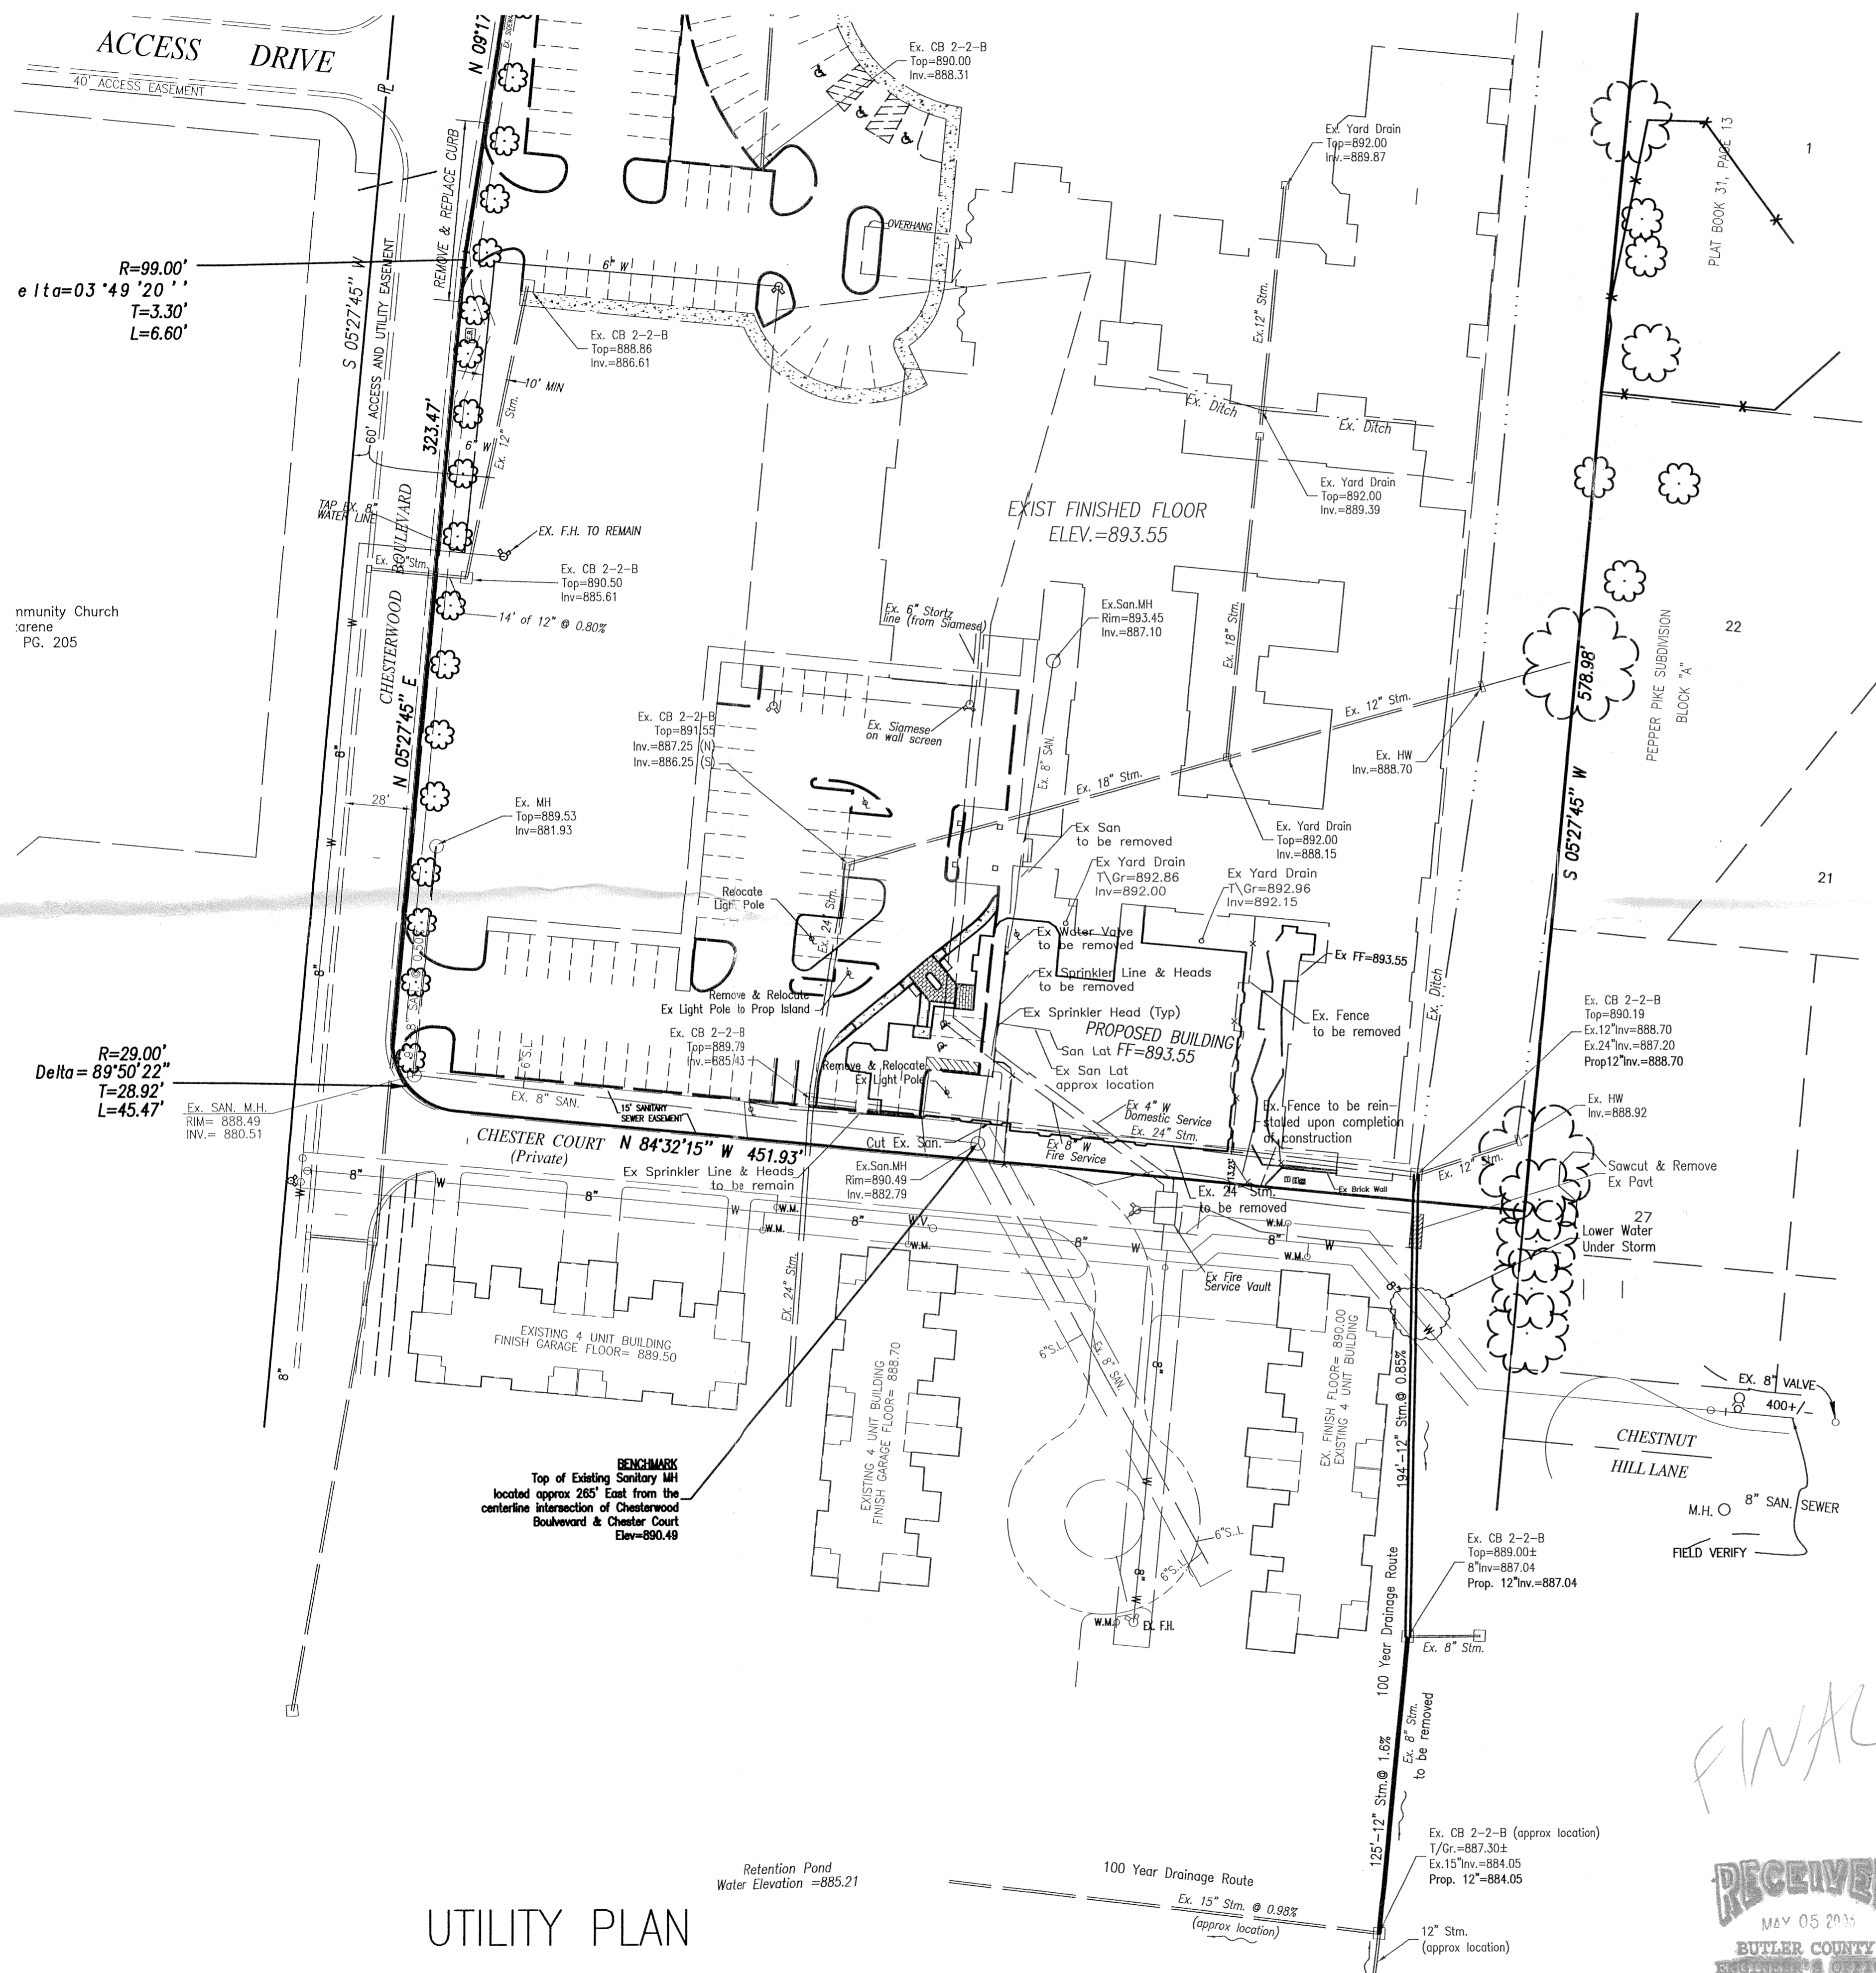 ACCESS DRIVE
40' ACCESS EASEMENT
PL
N 09°17
Ex. CB 2-2-B
Top=890.00
Inv.=888.31
REMOVE & REPLACE CURB
OVERHANG
Ex. Yard Drain
Top=892.00
Inv.=889.87
PLAT BOOK 31, PAGE 13
1
R=99.00'
elta=03°49'20''
T=3.30'
L=6.60'
S 05°27'45" W
60' ACCESS AND UTILITY EASEMENT
6" W
Ex. CB 2-2-B
Top=888.86
Inv.=886.61
10' MIN
Ex. 12" Stm.
Ex.12" Stm.
323.47'
6" W
Ex. Ditch
Ex. Ditch
Ex. Yard Drain
Top=892.00
Inv.=889.39
EXIST FINISHED FLOOR
ELEV.=893.55
TAP EX. 8"
WATER LINE
EX. F.H. TO REMAIN
Ex. CB 2-2-B
Top=890.50
Inv=885.61
14' of 12" @ 0.80%
CHESTERWOOD BOULEVARD
N 05°27'45" E
nmunity Church
:arene
PG. 205
W
8"
28'
Ex. 6" Stortz
line (from Siamese)
Ex.San.MH
Rim=893.45
Inv.=887.10
Ex. 18" Stm.
22
PEPPER PIKE SUBDIVISION
BLOCK "A"
578.98'
S 05°27'45" W
Ex. CB 2-2-B
Top=891.55
Inv.=887.25 (N)
Inv.=886.25 (S)
Ex. Siamese
on wall screen
Ex. 8" SAN.
Ex. 12" Stm.
Ex. HW
Inv.=888.70
Ex. 18" Stm.
Ex. MH
Top=889.53
Inv=881.93
Ex San
to be removed
Ex. Yard Drain
Top=892.00
Inv.=888.15
Ex Yard Drain
T\Gr=892.86
Inv=892.00
Ex Yard Drain
T\Gr=892.96
Inv=892.15
21
Relocate
Light Pole
Ex. 24" Stm.
Ex Water Valve
to be removed
Ex FF=893.55
Ex Sprinkler Line & Heads
to be removed
Remove & Relocate
Ex Light Pole to Prop Island
Ex Sprinkler Head (Typ)
PROPOSED BUILDING
FF=893.55
San Lat
Ex San Lat
approx location
Ex. Fence
to be removed
Ex. Ditch
Ex. CB 2-2-B
Top=890.19
Ex.12"Inv=888.70
Ex.24"Inv.=887.20
Prop12"Inv.=888.70
Ex. CB 2-2-B
Top=889.79
Inv.=885.43
Remove & Relocate
Ex Light Pole
R=29.00'
Delta=89°50'22"
T=28.92'
L=45.47'
Ex. SAN. M.H.
RIM= 888.49
INV.= 880.51
6"S.L.
EX. 8" SAN.
15' SANITARY
SEWER EASEMENT
Ex 4" W
Domestic Service
Ex. 24" Stm.
Ex. Fence to be rein-
stalled upon completion
of construction
Ex. HW
Inv.=888.92
CHESTER COURT
(Private)
N 84°32'15" W 451.93'
Cut Ex. San.
Ex 8" W
Fire Service
Ex. 12" Stm.
Sawcut & Remove
Ex Pavt
Ex Sprinkler Line & Heads
to be remain
Ex.San.MH
Rim=890.49
Inv.=882.79
13.23'
Ex. 24" Stm.
to be removed
Ex Brick Wall
27
Lower Water
Under Storm
8"
W
W.M.
W.M.
8"
W.V.
W.M.
8"
W
W.M.
8"
W
W.M.
Ex Fire
Service Vault
EX. 24" Stm.
EXISTING 4 UNIT BUILDING
FINISH GARAGE FLOOR= 889.50
EXISTING 4 UNIT BUILDING
FINISH GARAGE FLOOR= 888.70
6"S.L.
Ex. 8" SAN.
8"
EX. FINISH FLOOR= 890.00
EXISTING 4 UNIT BUILDING
194'-12" Stm.@ 0.85%
EX. 8" VALVE
400+/_
CHESTNUT
HILL LANE
M.H.
8" SAN. SEWER
FIELD VERIFY
BENCHMARK
Top of Existing Sanitary MH
located approx 265' East from the
centerline intersection of Chesterwood
Boulvevard & Chester Court
Elev=890.49
6"S..L
6"S..L.
8"
W
W.M.
EX. F.H.
100 Year Drainage Route
Ex. CB 2-2-B
Top=889.00±
8"Inv=887.04
Prop. 12"Inv.=887.04
Ex. 8" Stm.
Ex. 8" Stm.
to be removed
125'-12" Stm.@ 1.6%
FINAL
Ex. CB 2-2-B (approx location)
T/Gr.=887.30±
Ex.15"Inv.=884.05
Prop. 12"=884.05
Retention Pond
Water Elevation =885.21
100 Year Drainage Route
Ex. 15" Stm. @ 0.98%
(approx location)
12" Stm.
(approx location)
UTILITY PLAN
RECEIVE
MAY 05
BUTLER COUNTY
ENGINEER'S